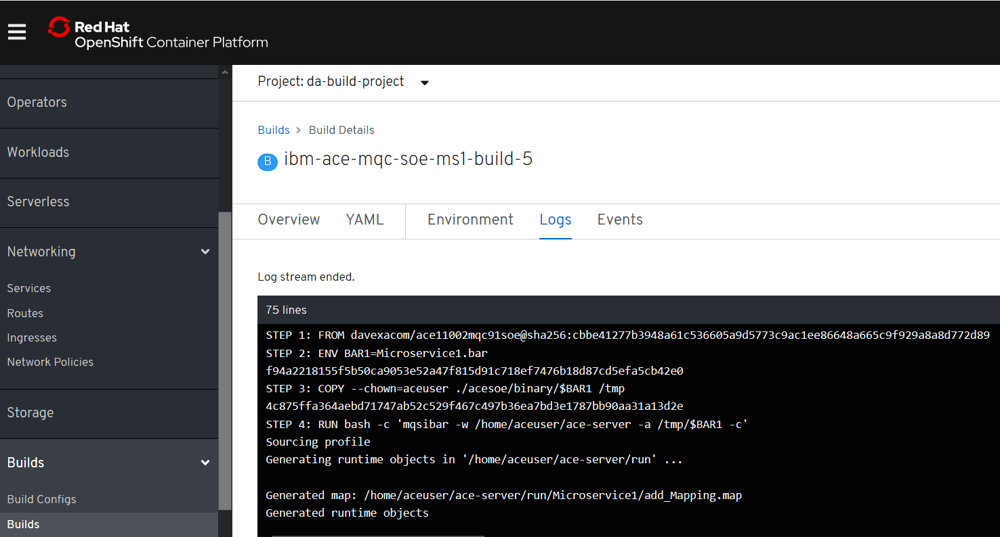 Red Hat
OpenShift Container Platform
Operators
Workloads
Serverless
Networking
Services
Routes
Ingresses
Network Policies
Storage
Builds
Build Configs
Builds
Project: da-build-project
Builds > Build Details
B ibm-ace-mqc-soe-ms1-build-5
Overview YAML Environment Logs Events
Log stream ended.
75 lines
STEP 1: FROM davexacom/ace11002mqc91soe@sha256:cbbe41277b3948a61c536605a9d5773c9ac1ee86648a665c9f929a8a8d772d89
STEP 2: ENV BAR1=Microservice1.bar
f94a2218155f5b50ca9053e52a47f815d91c718ef7476b18d87cd5efa5cb42e0
STEP 3: COPY --chown=aceuser ./acesoe/binary/$BAR1 /tmp
4c875ffa364aebd71747ab52c529f467c497b36ea7bd3e1787bb90aa31a13d2e
STEP 4: RUN bash -c 'mqsibar -w /home/aceuser/ace-server -a /tmp/$BAR1 -c'
Sourcing profile
Generating runtime objects in '/home/aceuser/ace-server/run' ...
Generated map: /home/aceuser/ace-server/run/Microservice1/add_Mapping.map
Generated runtime objects